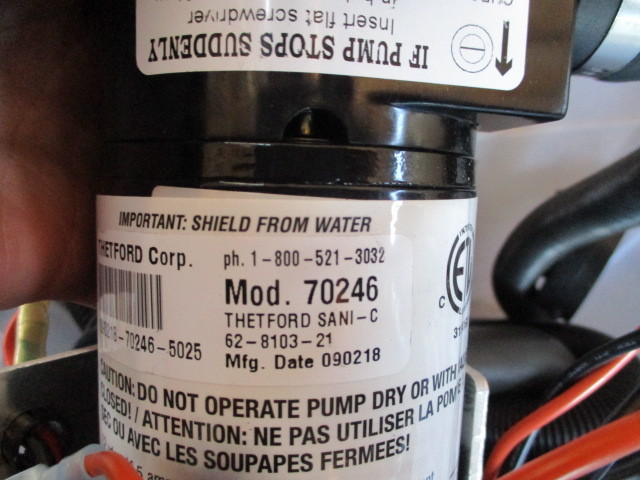 IF PUMP STOPS SUDDENLY
Insert flat screwdriver
IMPORTANT: SHIELD FROM WATER
THETFORD Corp.
ph. 1-800-521-3032
Mod. 70246
THETFORD SANI-C
-70246-5025
62-8103-21
Mfg. Date 090218
CAUTION: DO NOT OPERATE PUMP DRY OR WITH
CLOSED! / ATTENTION: NE PAS UTILISER LA POMPE
SEC OU AVEC LES SOUPAPES FERMEES!
C